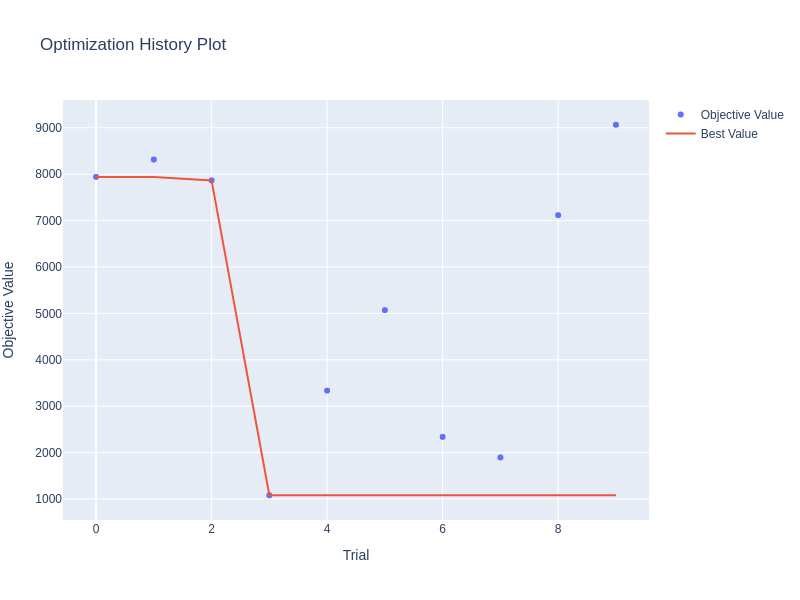 Optimization History Plot
Objective Value
Best Value
9000
8000
7000
6000
5000
4000
3000
2000
1000
Objective Value
0
2
4
6
8
Trial